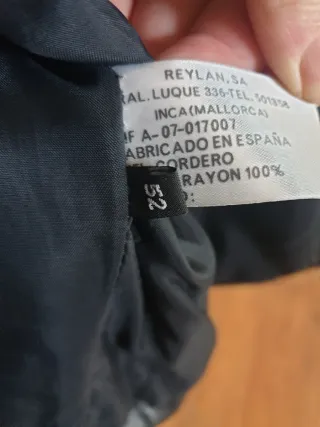 REYLAN, SA
RAL. LUQUE 336-TEL. 501858
INCA (MALLORCA)
IF A-07-017007
ABRICADO EN ESPAÑA
EL CORDERO
RAYON 100%
52